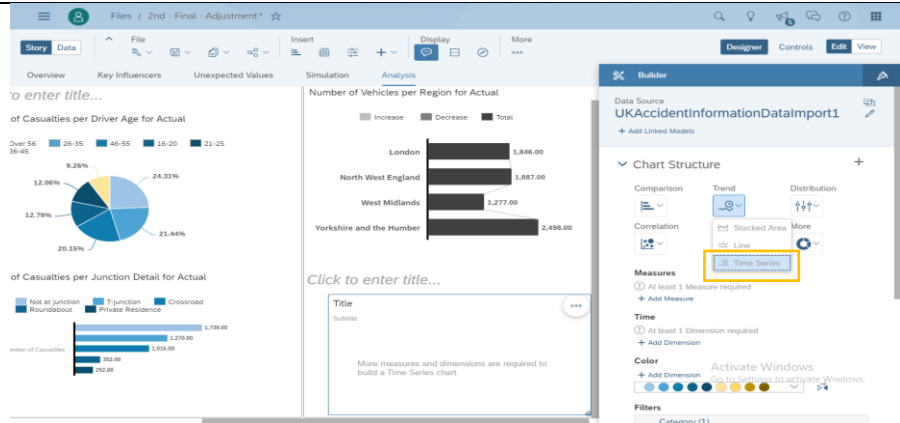 8 Files / 2nd - Final - Adjustment* ☆
Story Data File Insert Display More Designer Controls Edit View
Overview Key Influencers Unexpected Values Simulation Analysis
o enter title...
of Casualties per Driver Age for Actual
Over 56 26-35 46-55 16-20 21-25
36-45
9.26%
24.31%
12.06%
12.79%
21.44%
20.15%
of Casualties per Junction Detail for Actual
Not at junction T-junction Crossroad
Roundabout Private Residence
1,739.00
1,270.00
mber of Casualties 1,016.00
352.00
252.00
Number of Vehicles per Region for Actual
Increase Decrease Total
London 1,846.00
North West England 1,887.00
West Midlands 1,277.00
Yorkshire and the Humber 2,498.00
Click to enter title...
Title
Subtitle
More measures and dimensions are required to
build a Time Series chart
Builder
Data Source
UKAccidentInformationDataImport1
+ Add Linked Models
Chart Structure +
Comparison Trend Distribution
Correlation Stacked Area More
Line
Time Series
Measures
At least 1 Measure required
+ Add Measure
Time
At least 1 Dimension required
+ Add Dimension
Color
+ Add Dimension
Activate Windows
Go to Settings to activate Windows.
Filters
Category (1)